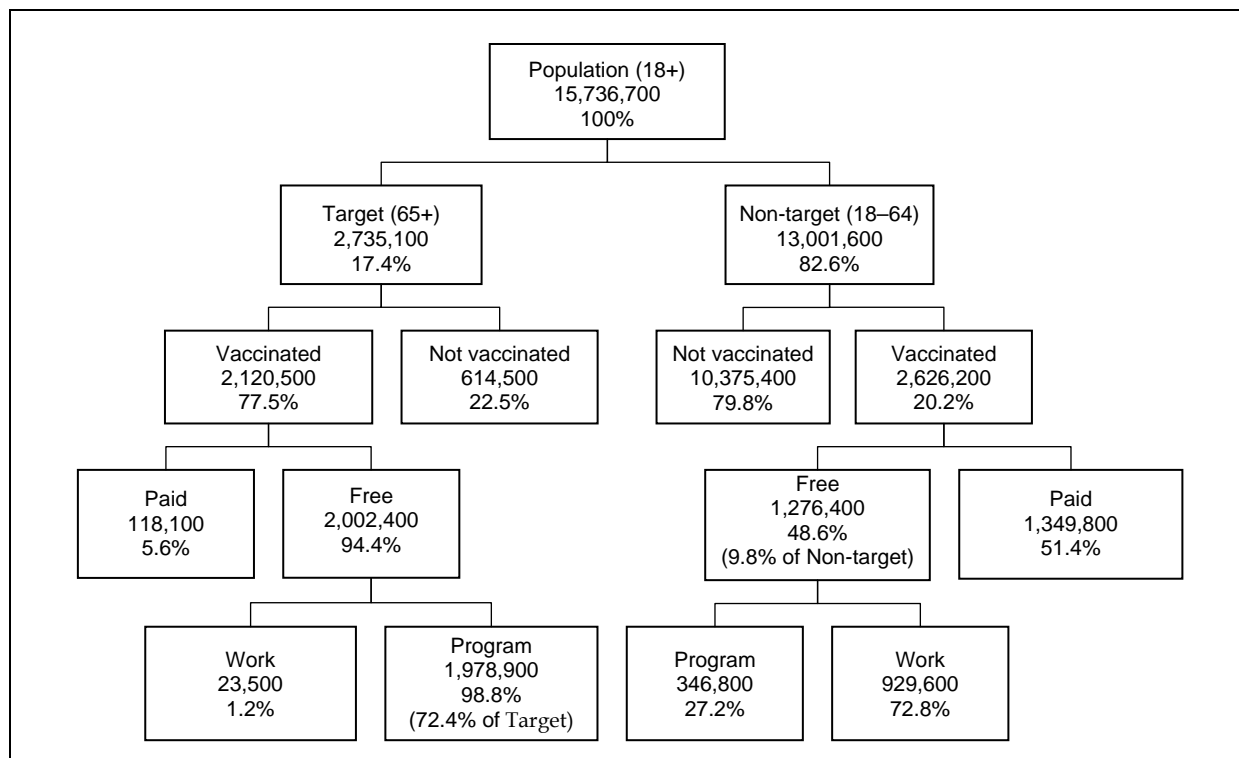 Population (18+)
15,736,700
100%
Target (65+)
2,735,100
17.4%
Non-target (18–64)
13,001,600
82.6%
Vaccinated
2,120,500
77.5%
Not vaccinated
614,500
22.5%
Not vaccinated
10,375,400
79.8%
Vaccinated
2,626,200
20.2%
Paid
118,100
5.6%
Free
2,002,400
94.4%
Free
1,276,400
48.6%
(9.8% of Non-target)
Paid
1,349,800
51.4%
Work
23,500
1.2%
Program
1,978,900
98.8%
(72.4% of Target)
Program
346,800
27.2%
Work
929,600
72.8%